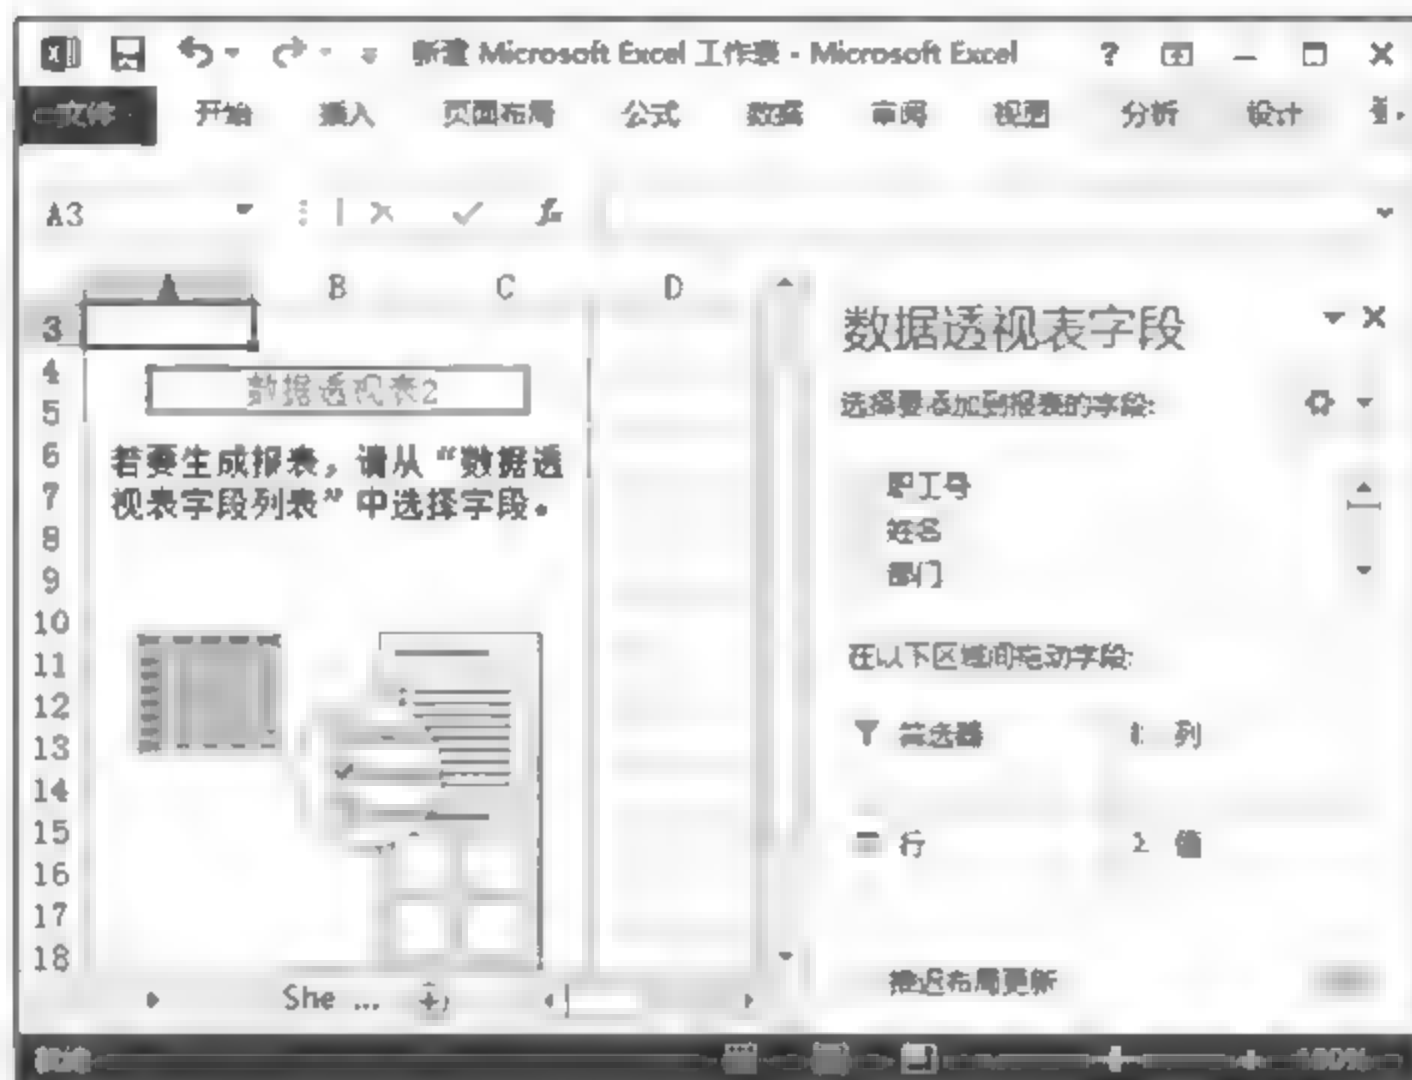 新建 Microsoft Excel 工作表 - Microsoft Excel ?
文件 开始 插入 页面布局 公式 数据 审阅 视图 分析 设计
A3 fx
A B C D
3
4
5
6
7
8
9
10
11
12
13
14
15
16
17
18
数据透视表2
若要生成报表，请从“数据透
视表字段列表”中选择字段。
She ...
数据透视表字段
选择要添加到报表的字段:
职工号
姓名
部门
在以下区域间拖动字段:
筛选器 列
行 Σ 值
推迟布局更新
就绪 100%